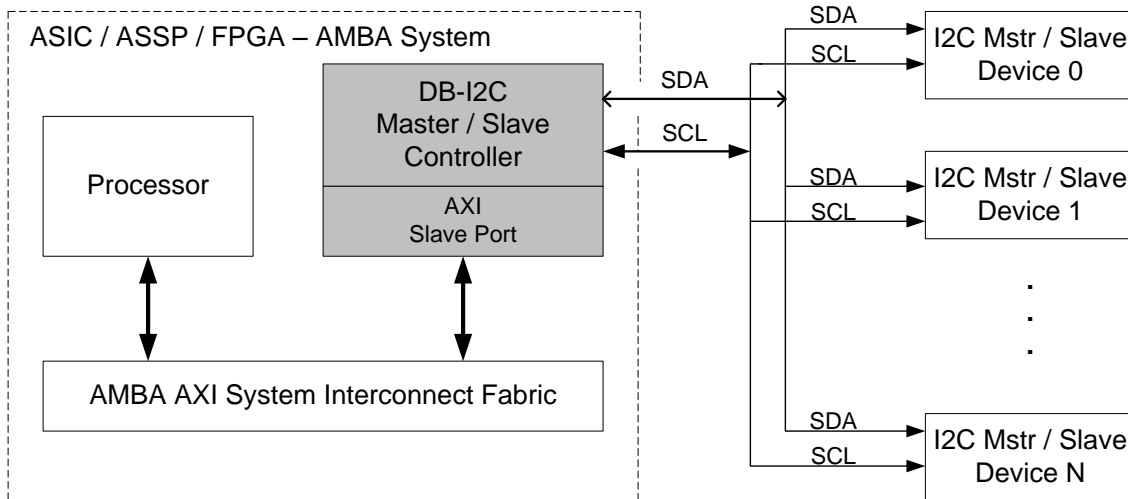 ASIC / ASSP / FPGA – AMBA System
Processor
DB-I2C
Master / Slave
Controller
AXI
Slave Port
AMBA AXI System Interconnect Fabric
SDA
SCL
SDA
SCL
I2C Mstr / Slave
Device 0
SDA
SCL
I2C Mstr / Slave
Device 1
.
.
.
SDA
SCL
I2C Mstr / Slave
Device N